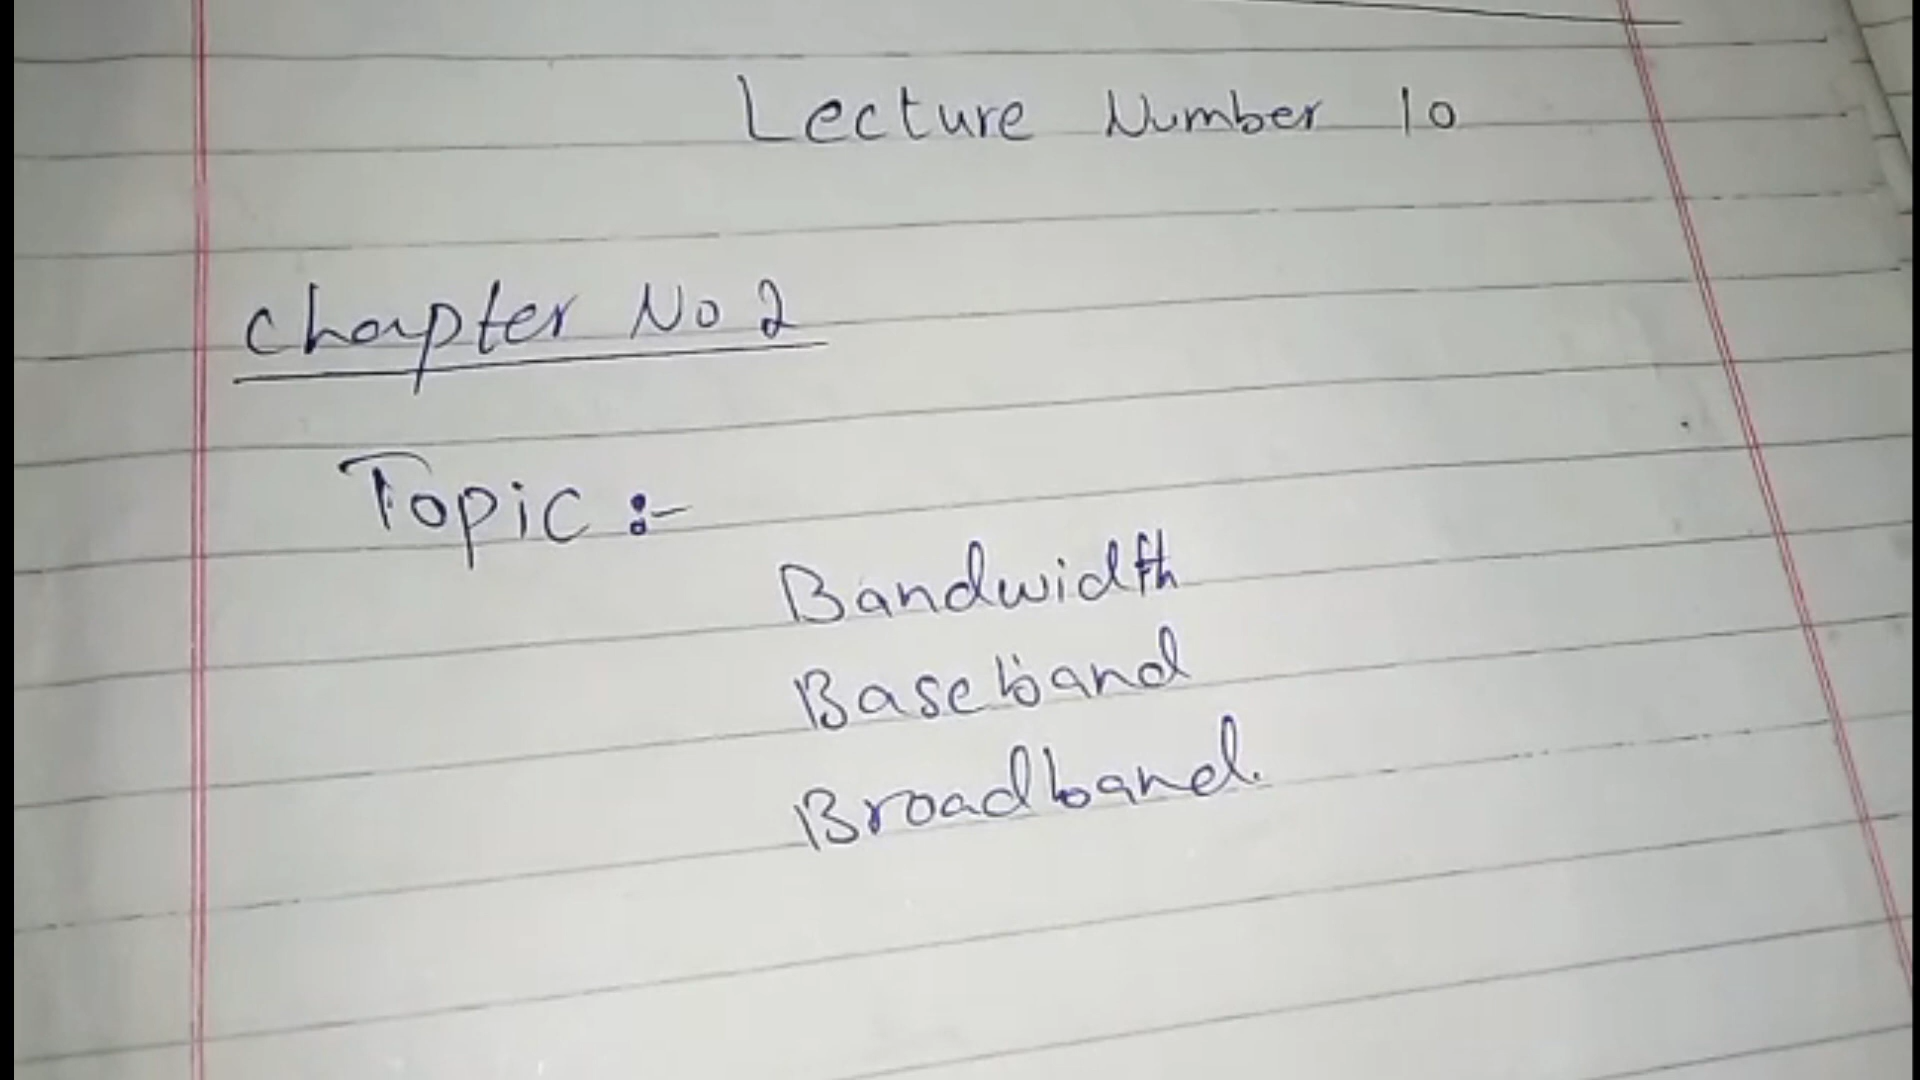 Lecture Number 10
Chapter No 2
Topic :-
Bandwidth
Baseband
Broadband.